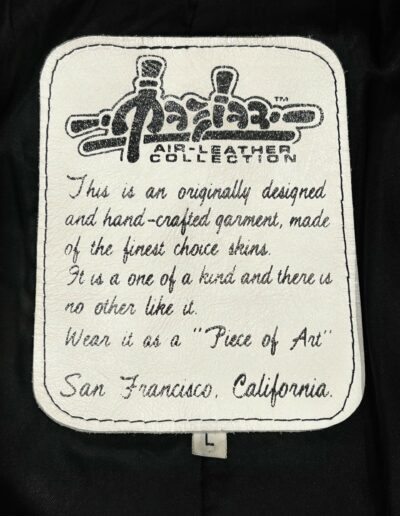 TM
AIR-LEATHER
COLLECTION
This is an originally designed
and hand-crafted garment, made
of the finest choice skins.
It is a one of a kind and there is
no other like it.
Wear it as a "Piece of Art"
San Francisco, California.
L